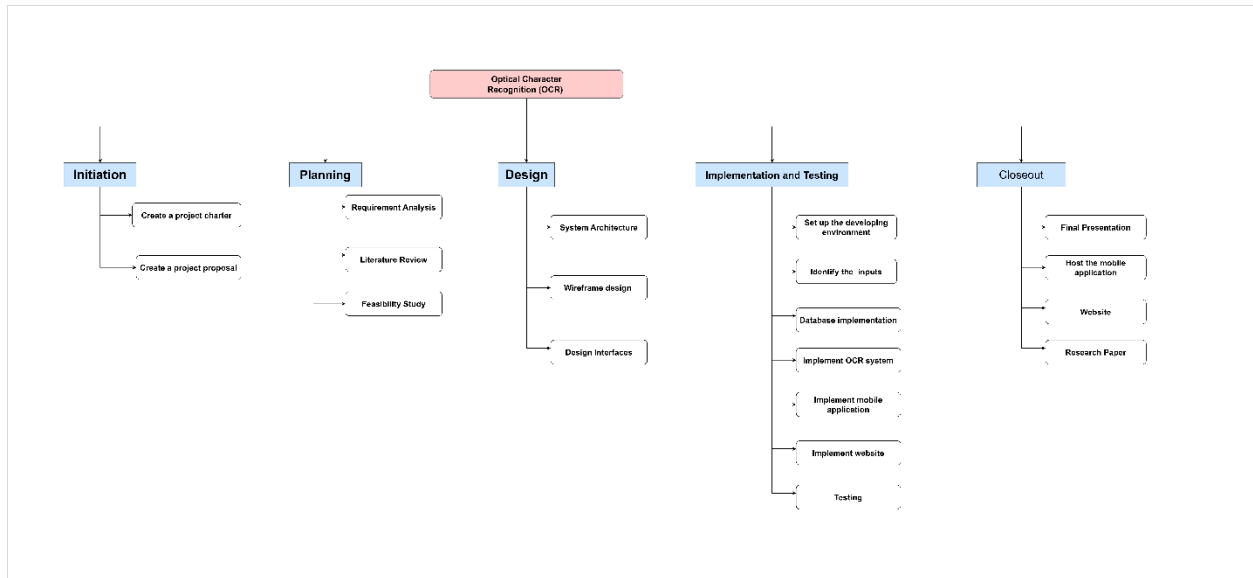 Optical Character
Recognition (OCR)
Initiation
Create a project charter
Create a project proposal
Planning
Requirement Analysis
Literature Review
Feasibility Study
Design
System Architecture
Wireframe design
Design Interfaces
Implementation and Testing
Set up the developing
environment
Identify the inputs
Database implementation
Implement OCR system
Implement mobile
application
Implement website
Testing
Closeout
Final Presentation
Host the mobile
application
Website
Research Paper